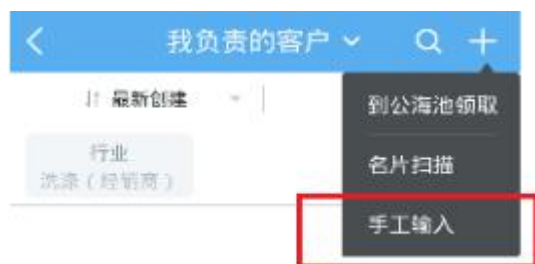 我负责的客户
最新创建
到公海池领取
行业
洗涤（经销商）
名片扫描
手工输入